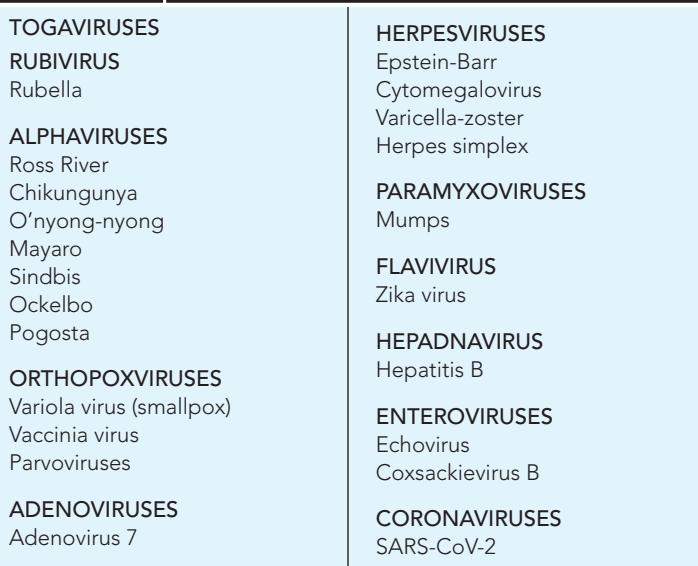 TOGAVIRUSES
RUBIVIRUS
Rubella
ALPHAVIRUSES
Ross River
Chikungunya
O’nyong-nyong
Mayaro
Sindbis
Ockelbo
Pogosta
ORTHOPOXVIRUSES
Variola virus (smallpox)
Vaccinia virus
Parvoviruses
ADENOVIRUSES
Adenovirus 7
HERPESVIRUSES
Epstein-Barr
Cytomegalovirus
Varicella-zoster
Herpes simplex
PARAMYXOVIRUSES
Mumps
FLAVIVIRUS
Zika virus
HEPADNAVIRUS
Hepatitis B
ENTEROVIRUSES
Echovirus
Coxsackievirus B
CORONAVIRUSES
SARS-CoV-2